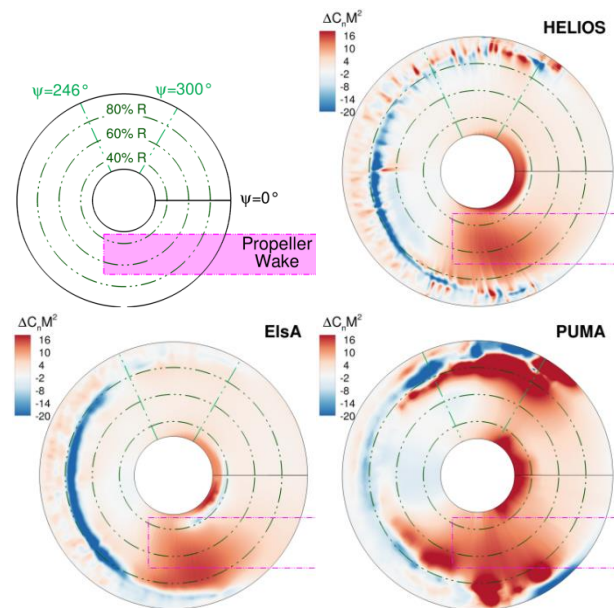 ψ=246°
ψ=300°
80% R
60% R
40% R
ψ=0°
Propeller
Wake
ΔCₙM²
16
10
4
-2
-8
-14
-20
HELIOS
ΔCₙM²
16
10
4
-2
-8
-14
-20
ElsA
ΔCₙM²
16
10
4
-2
-8
-14
-20
PUMA